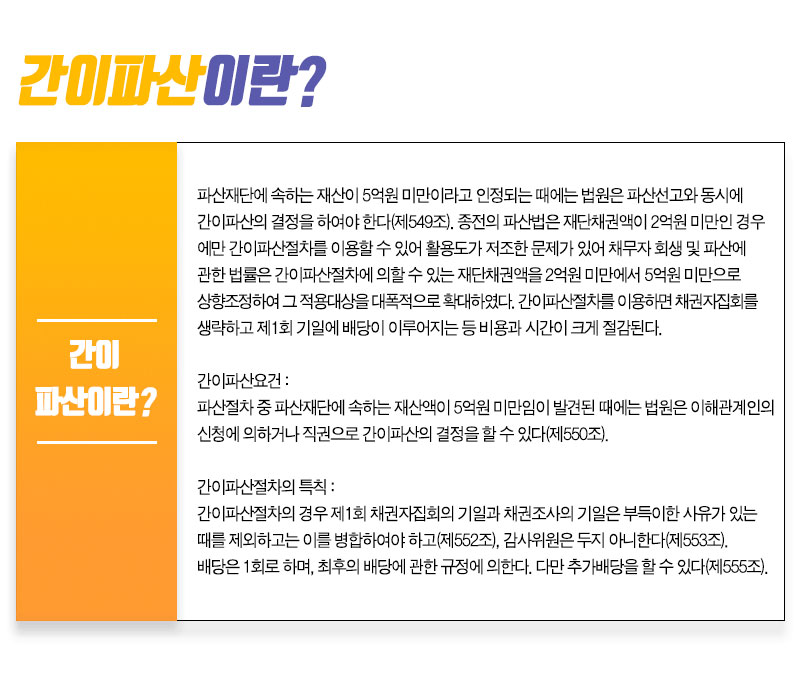 간이파산이란?
간이
파산이란?
파산재단에 속하는 재산이 5억원 미만이라고 인정되는 때에는 법원은 파산선고와 동시에
간이파산의 결정을 하여야 한다(제549조). 종전의 파산법은 재단채권액이 2억원 미만인 경우
에만 간이파산절차를 이용할 수 있어 활용도가 저조한 문제가 있어 채무자 회생 및 파산에
관한 법률은 간이파산절차에 의할 수 있는 재단채권액을 2억원 미만에서 5억원 미만으로
상향조정하여 그 적용대상을 대폭적으로 확대하였다. 간이파산절차를 이용하면 채권자집회를
생략하고 제1회 기일에 배당이 이루어지는 등 비용과 시간이 크게 절감된다.
간이파산요건 :
파산절차 중 파산재단에 속하는 재산액이 5억원 미만임이 발견된 때에는 법원은 이해관계인의
신청에 의하거나 직권으로 간이파산의 결정을 할 수 있다(제550조).
간이파산절차의 특칙 :
간이파산절차의 경우 제1회 채권자집회의 기일과 채권조사의 기일은 부득이한 사유가 있는
때를 제외하고는 이를 병합하여야 하고(제552조), 감사위원은 두지 아니한다(제553조).
배당은 1회로 하며, 최후의 배당에 관한 규정에 의한다. 다만 추가배당을 할 수 있다(제555조).